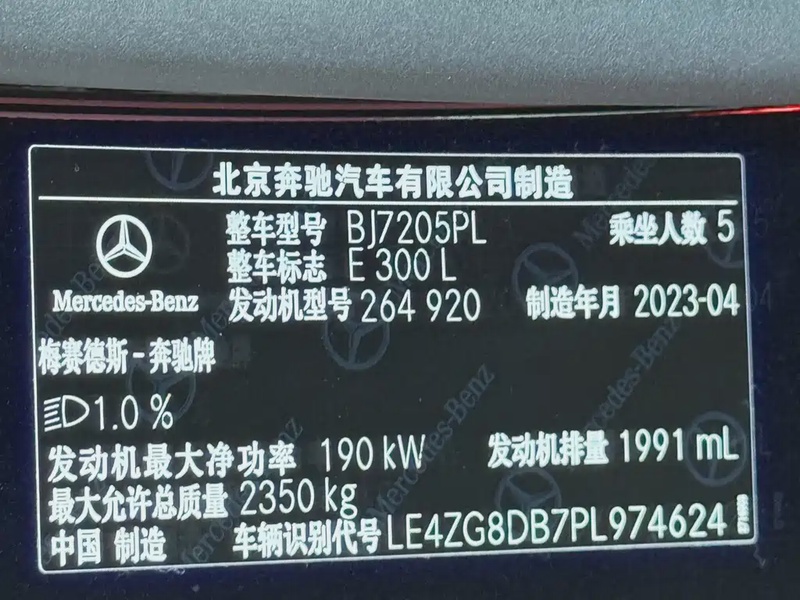 北京奔驰汽车有限公司制造
整车型号 BJ7205PL 乘坐人数 5
整车标志 E 300 L
Mercedes-Benz 发动机型号 264 920 制造年月 2023-04
梅赛德斯-奔驰牌
1.0 %
发动机最大净功率 190 kW 发动机排量 1991 mL
最大允许总质量 2350 kg
中国 制造 车辆识别代号 LE4ZG8DB7PL974624